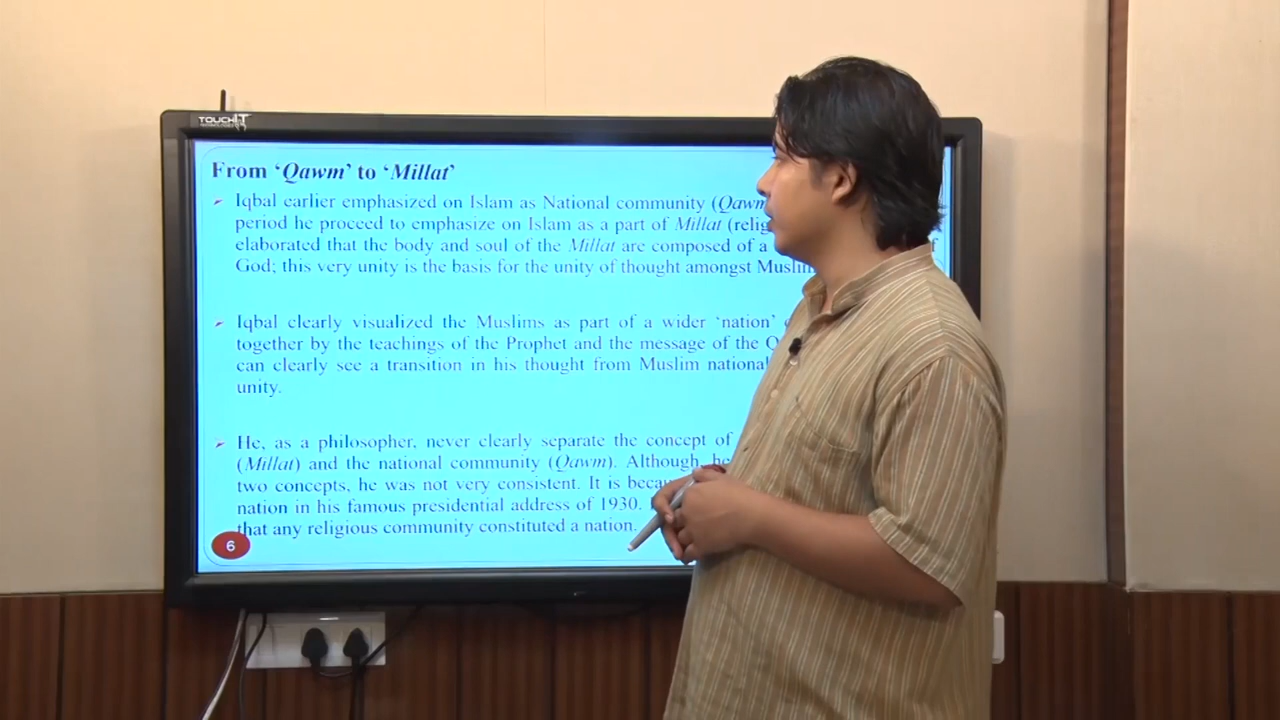 TOUCHIT
From ‘Qawm’ to ‘Millat’
Iqbal earlier emphasized on Islam as National community (Qawm
period he proceed to emphasize on Islam as a part of Millat
elaborated that the body and soul of the Millat are composed of a
God; this very unity is the basis for the unity of thought amongst
Iqbal clearly visualized the Muslims as part of a wider ‘nation’
together by the teachings of the Prophet and the message of the
can clearly see a transition in his thought from Muslim
unity.
He, as a philosopher, never clearly separate the concept of
(Millat) and the national community (Qawm). Although, he
two concepts, he was not very consistent. It is
nation in his famous presidential address of 1930.
that any religious community constituted a nation.
6